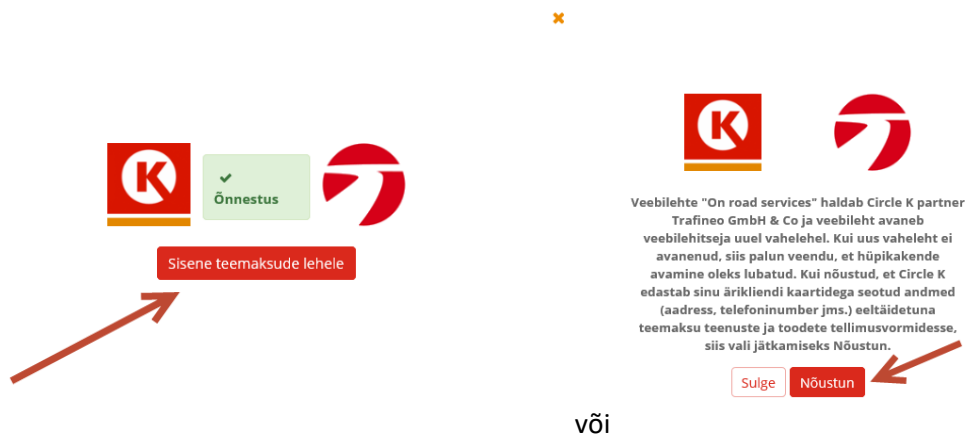 K
Õnnestus
Sisene teemaksude lehele
K
Veebilehte "On road services" haldab Circle K partner
Trafineo GmbH & Co ja veebileht avaneb
veebilehitseja uuel vahelehel. Kui uus vaheleht ei
avanenud, siis palun veendu, et hüpikakende
avamine oleks lubatud. Kui nõustud, et Circle K
edastab sinu ärikliendi kaartidega seotud andmed
(aadress, telefoninumber jms.) eeltäidetuna
teemaksu teenuste ja toodete tellimusvormidesse,
siis vali jätkamiseks Nõustun.
Sulge Nõustun
või